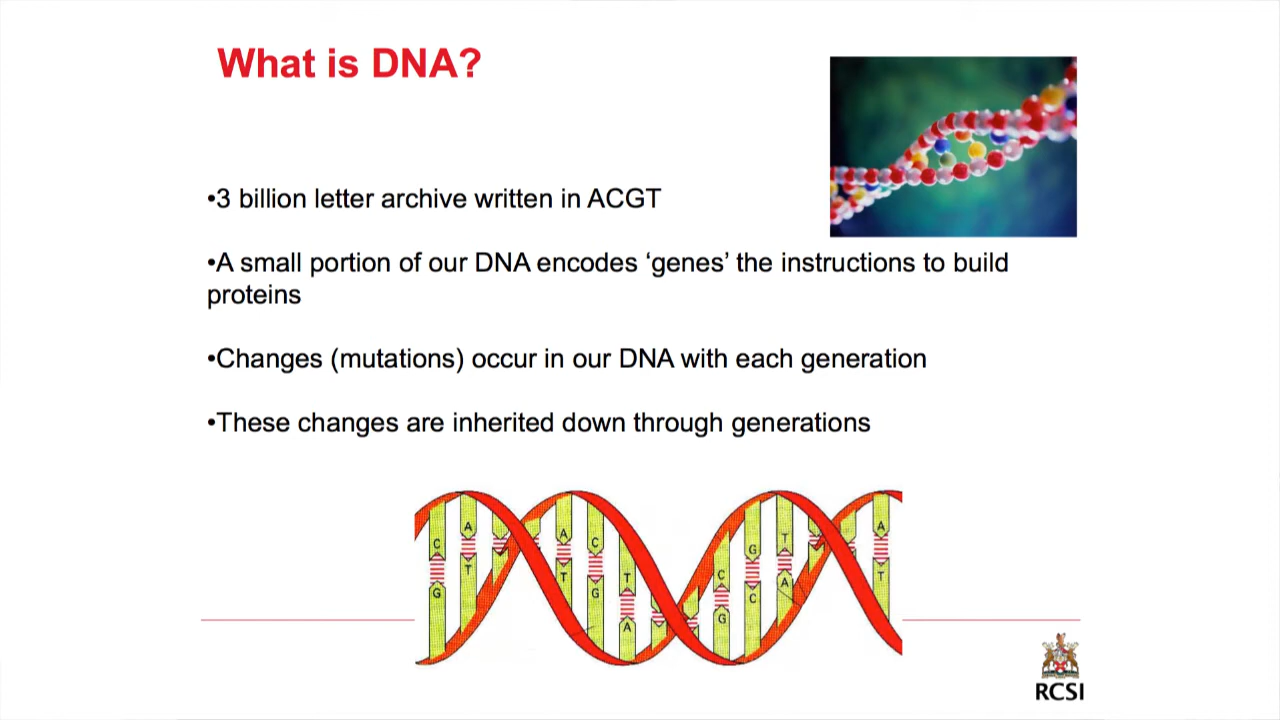 What is DNA?
•3 billion letter archive written in ACGT
•A small portion of our DNA encodes ‘genes’ the instructions to build
proteins
•Changes (mutations) occur in our DNA with each generation
•These changes are inherited down through generations
C A A C T C G T A
G T T G A G C A T
RCSI